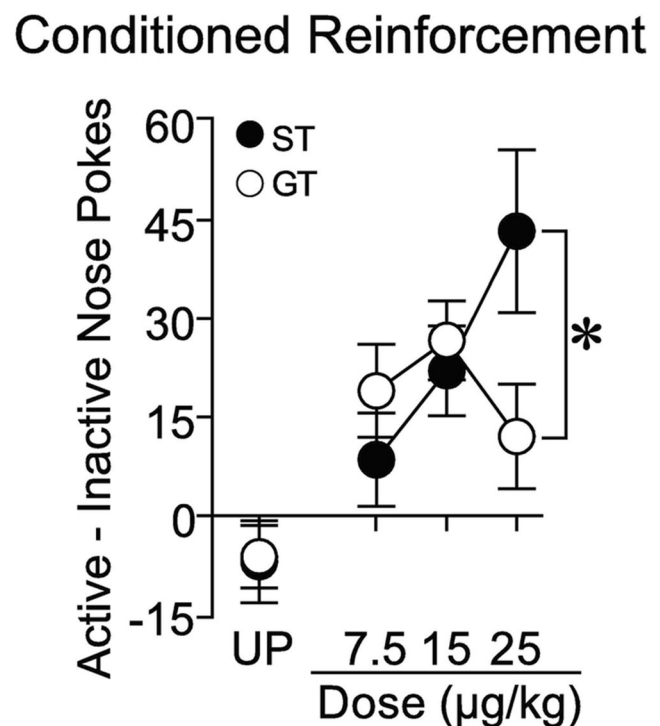 Conditioned Reinforcement
Active - Inactive Nose Pokes
60
45
30
15
0
-15
ST
GT
*
UP 7.5 15 25
Dose (µg/kg)